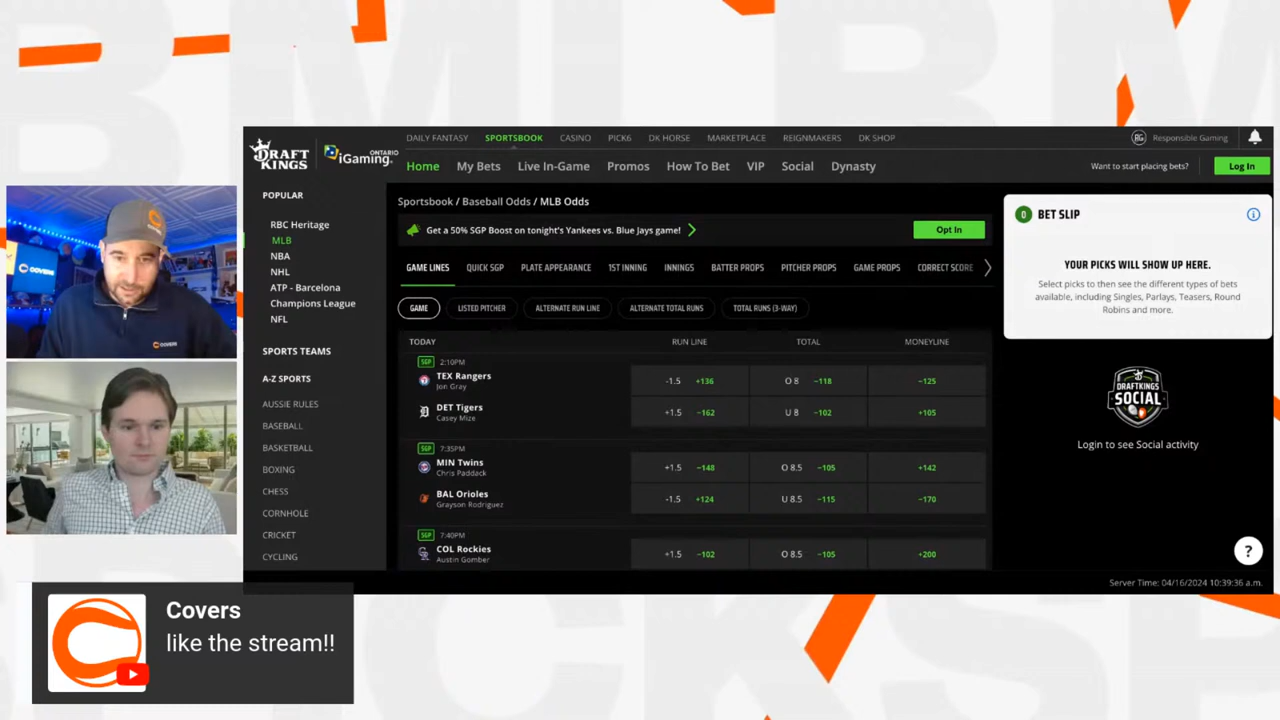 DRAFT
KINGS
ONTARIO
iGaming
DAILY FANTASY SPORTSBOOK CASINO PICK6 DK HORSE MARKETPLACE REIGNMAKERS DK SHOP
RG Responsible Gaming
Home My Bets Live In-Game Promos How To Bet VIP Social Dynasty
Want to start placing bets? Log In
POPULAR
RBC Heritage
MLB
NBA
NHL
ATP - Barcelona
Champions League
NFL
SPORTS TEAMS
A-Z SPORTS
AUSSIE RULES
BASEBALL
BASKETBALL
BOXING
CHESS
CORNHOLE
CRICKET
CYCLING
Sportsbook / Baseball Odds / MLB Odds
Get a 50% SGP Boost on tonight's Yankees vs. Blue Jays game! Opt In
GAME LINES QUICK SGP PLATE APPEARANCE 1ST INNING INNINGS BATTER PROPS PITCHER PROPS GAME PROPS CORRECT SCORE
GAME LISTED PITCHER ALTERNATE RUN LINE ALTERNATE TOTAL RUNS TOTAL RUNS (3-WAY)
TODAY RUN LINE TOTAL MONEYLINE
SGP 2:10PM
TEX Rangers
Jon Gray
-1.5 +136 O 8 −118 −125
DET Tigers
Casey Mize
+1.5 −162 U 8 −102 +105
SGP 7:35PM
MIN Twins
Chris Paddack
+1.5 −148 O 8.5 −105 +142
BAL Orioles
Grayson Rodriguez
-1.5 +124 U 8.5 −115 −170
SGP 7:40PM
COL Rockies
Austin Gomber
+1.5 −102 O 8.5 −105 +200
0 BET SLIP
YOUR PICKS WILL SHOW UP HERE.
Select picks to then see the different types of bets
available, including Singles, Parlays, Teasers, Round
Robins and more.
DRAFTKINGS
SOCIAL
Login to see Social activity
?
Server Time: 04/16/2024 10:39:36 a.m.
COVERS
COVERS
Covers
like the stream!!